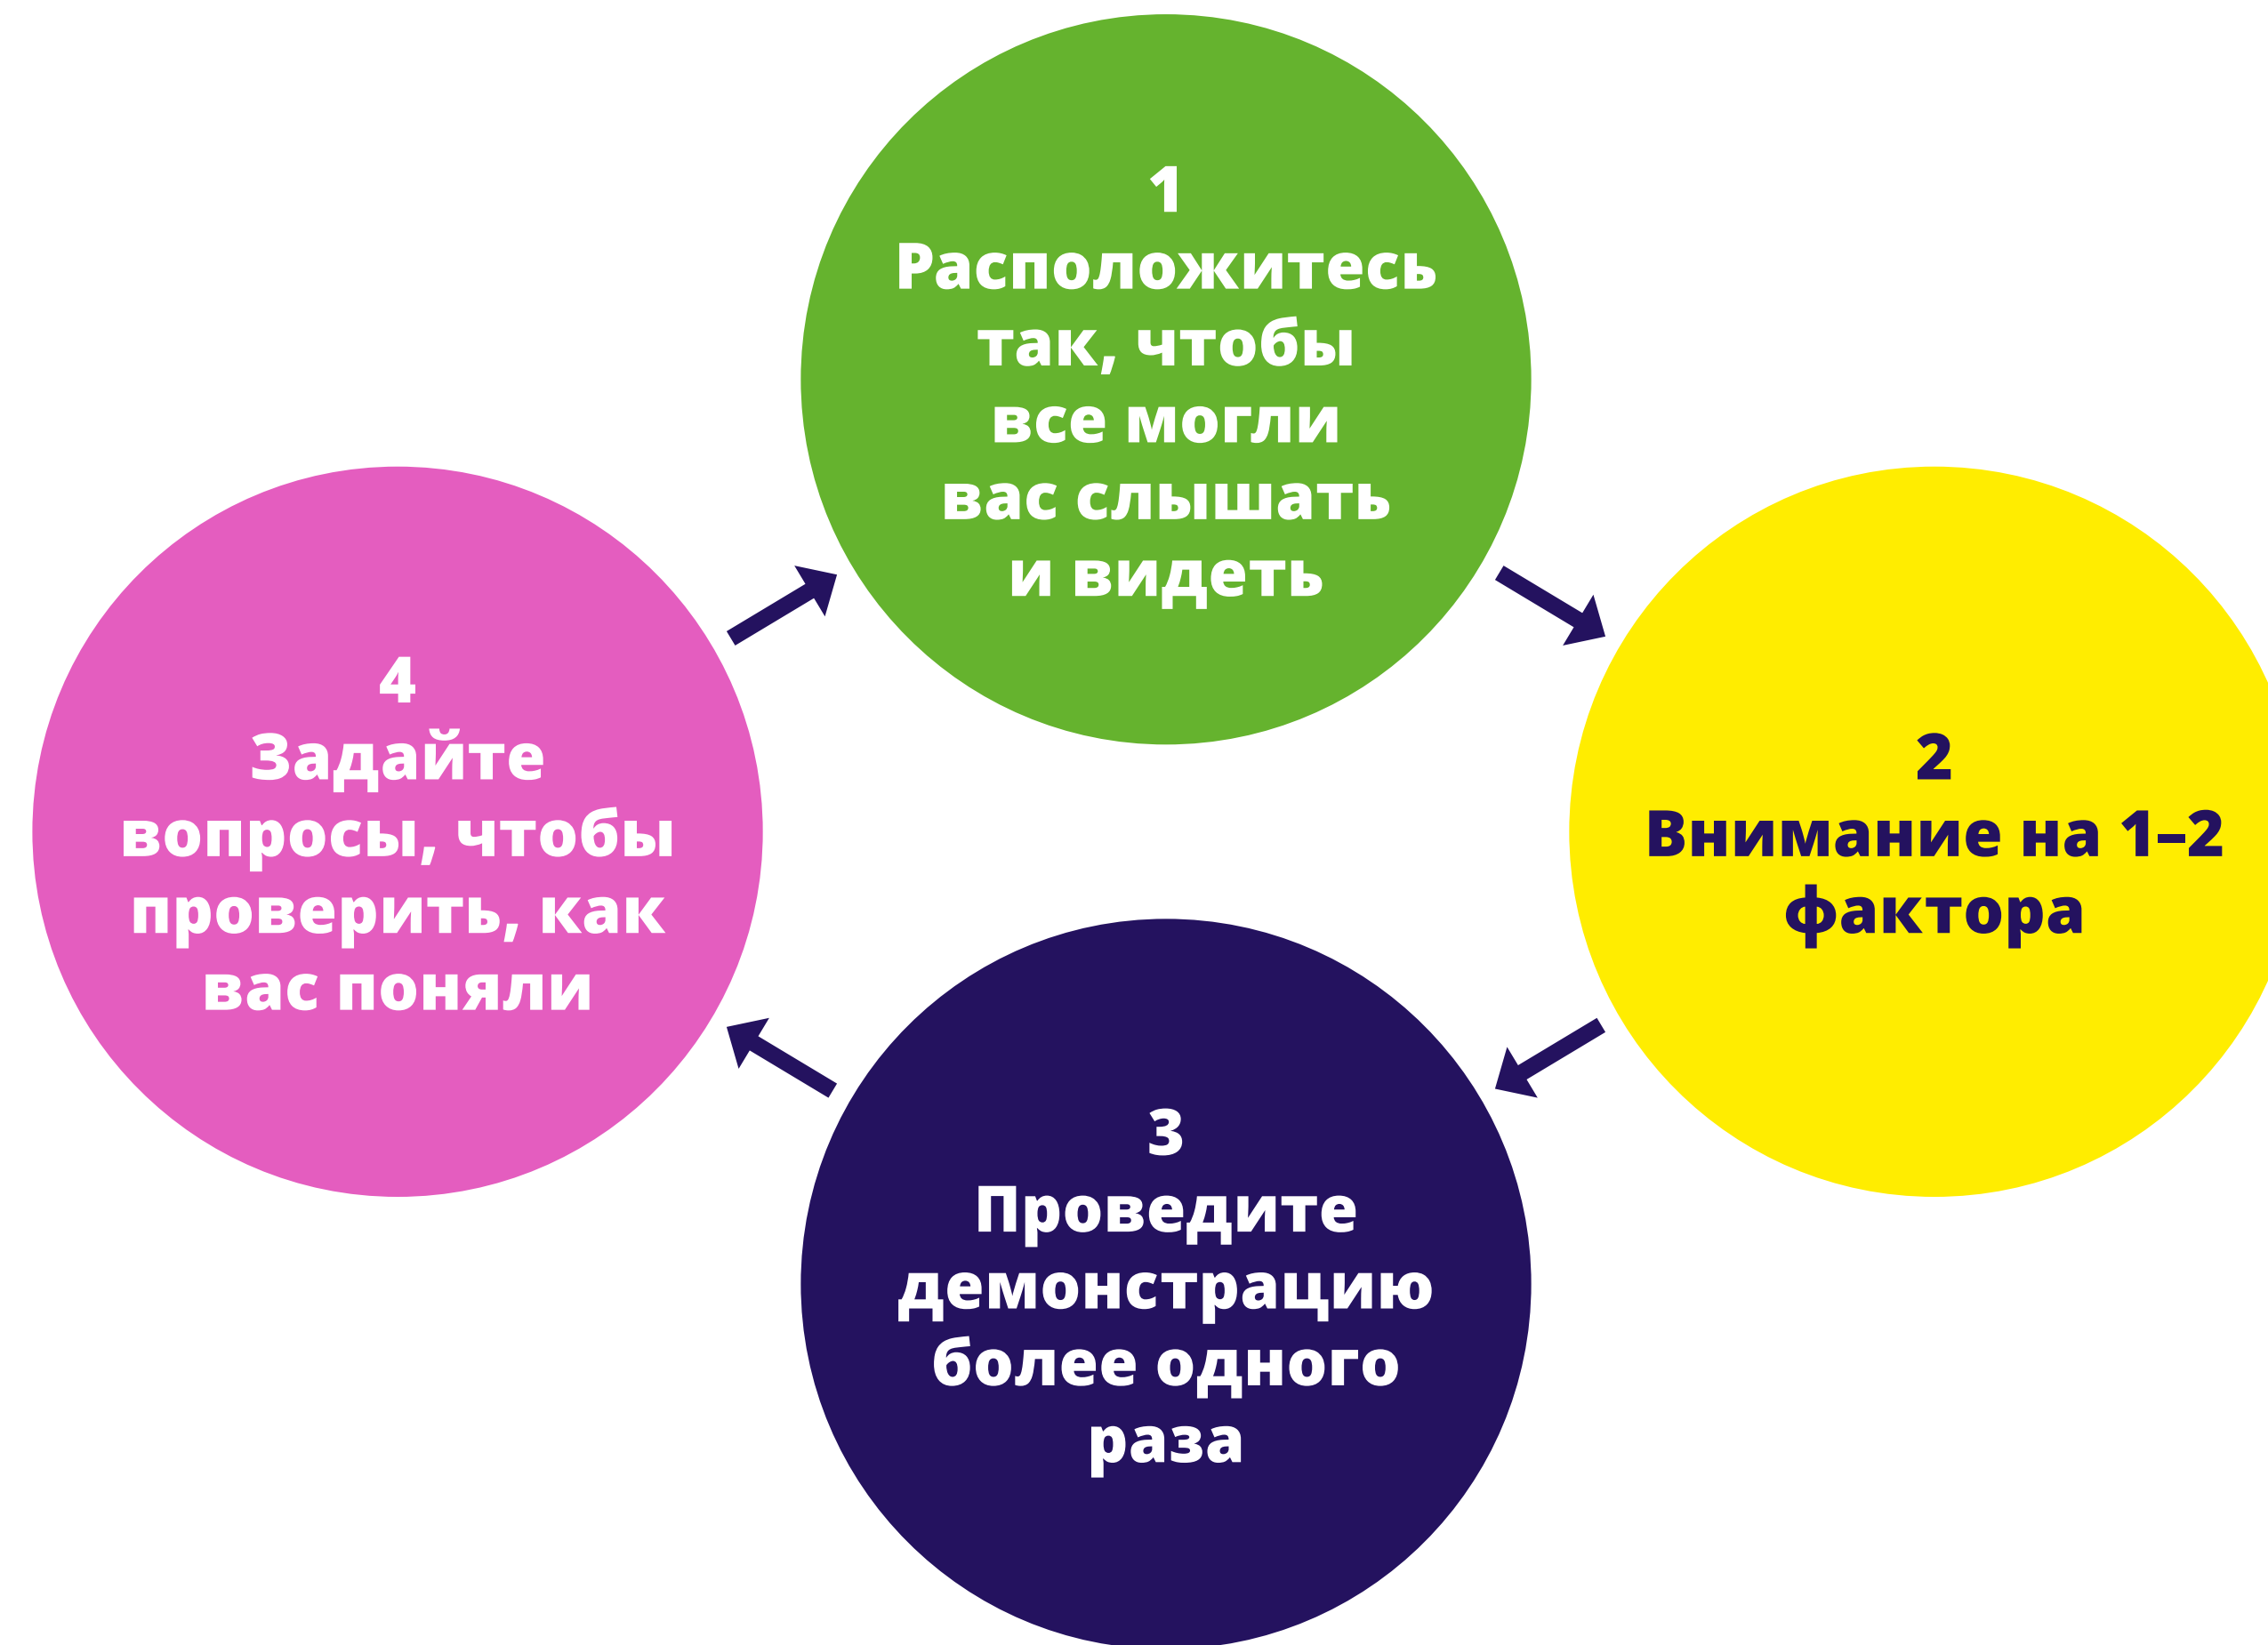 1
Расположитесь
так, чтобы
все могли
вас слышать
и видеть
2
Внимание на 1–2
фактора
3
Проведите
демонстрацию
более одного
раза
4
Задайте
вопросы, чтобы
проверить, как
вас поняли